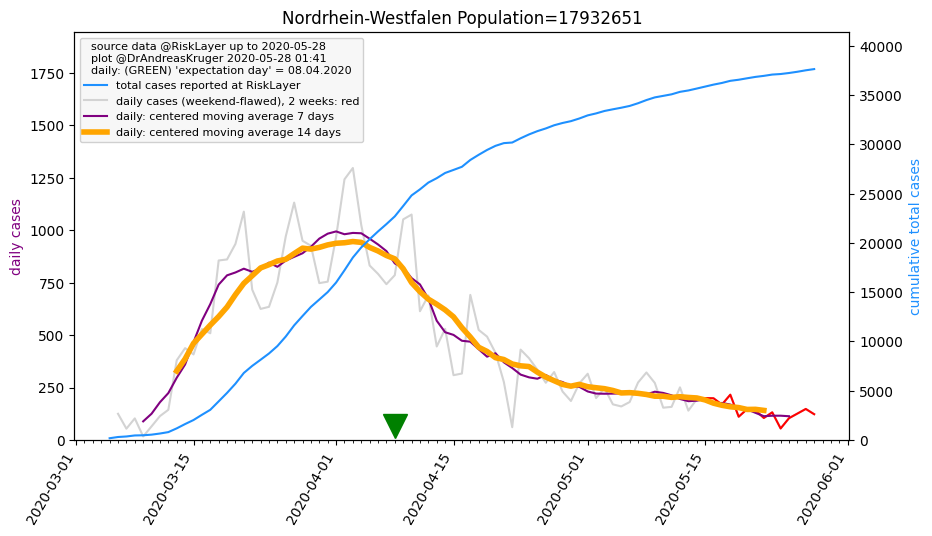 Nordrhein-Westfalen Population=17932651
source data @RiskLayer up to 2020-05-28
plot @DrAndreasKruger 2020-05-28 01:41
daily: (GREEN) 'expectation day' = 08.04.2020
total cases reported at RiskLayer
daily cases (weekend-flawed), 2 weeks: red
daily: centered moving average 7 days
daily: centered moving average 14 days
daily cases
1750
1500
1250
1000
750
500
250
0
40000
35000
30000
25000
20000
15000
10000
5000
0
cumulative total cases
2020-03-01
2020-03-15
2020-04-01
2020-04-15
2020-05-01
2020-05-15
2020-06-01